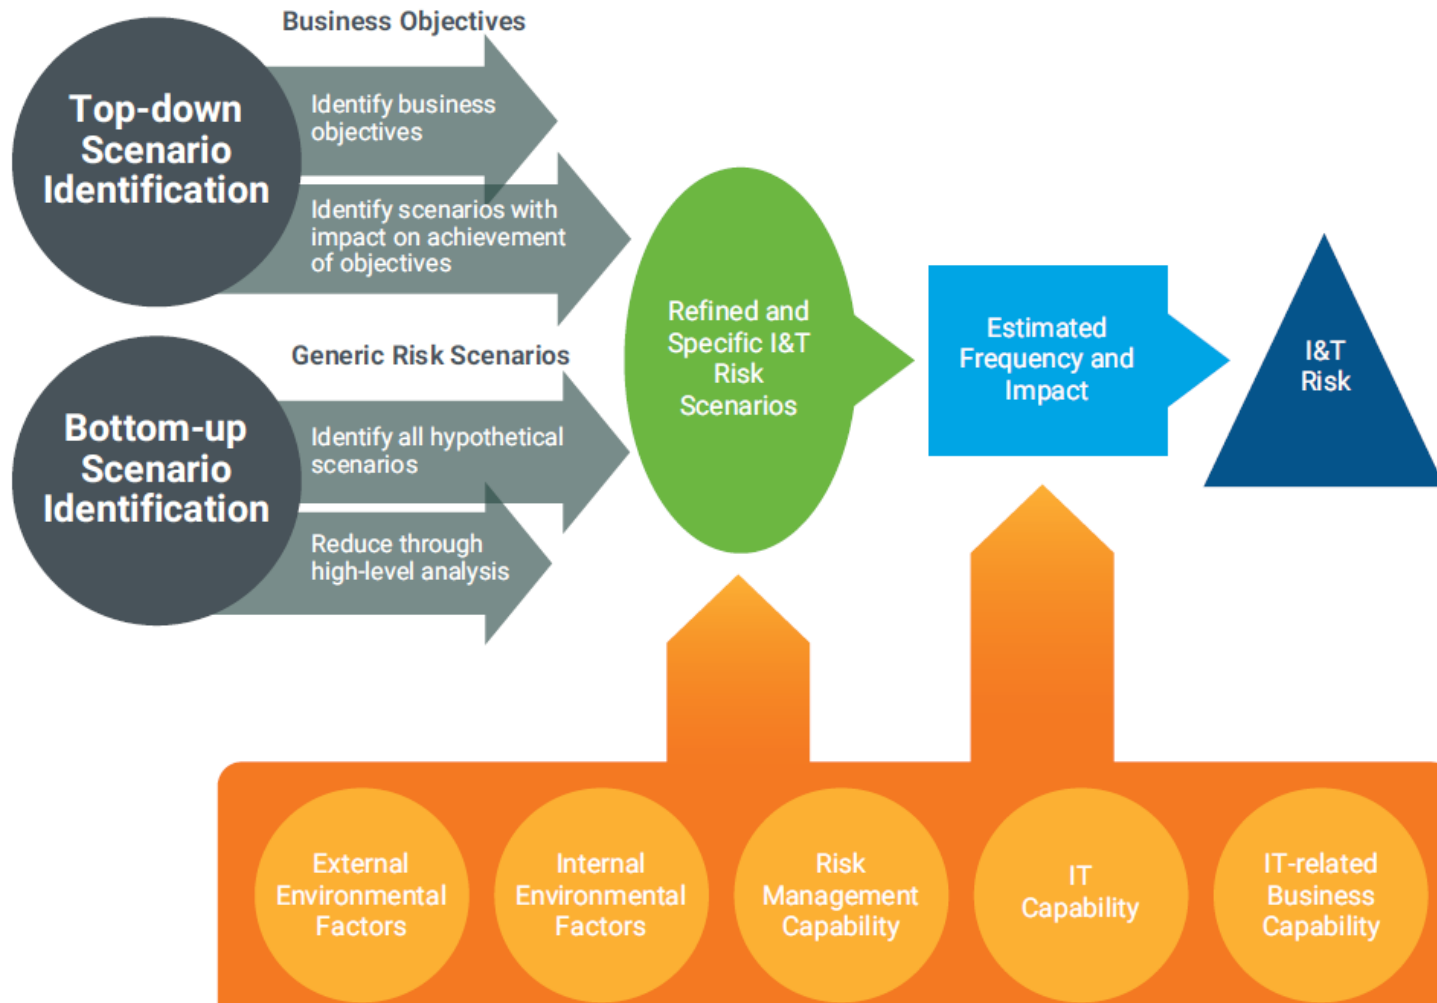 Business Objectives
Top-down
Scenario
Identification
Identify business
objectives
Identify scenarios with
impact on achievement
of objectives
Generic Risk Scenarios
Bottom-up
Scenario
Identification
Identify all hypothetical
scenarios
Reduce through
high-level analysis
Refined and
Specific I&T
Risk
Scenarios
Estimated
Frequency and
Impact
I&T
Risk
External
Environmental
Factors
Internal
Environmental
Factors
Risk
Management
Capability
IT
Capability
IT-related
Business
Capability